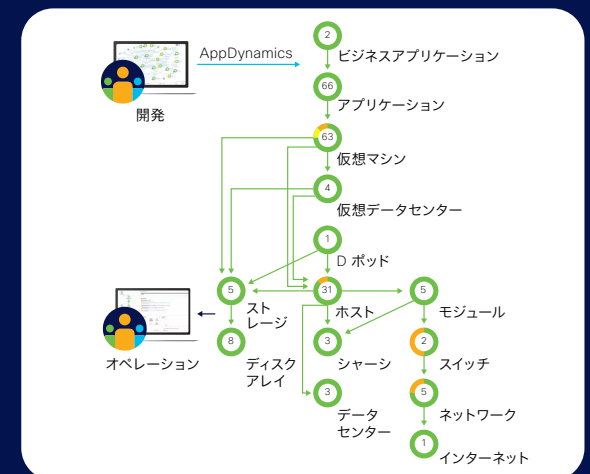 AppDynamics
開発
2
ビジネスアプリケーション
66
アプリケーション
63
仮想マシン
4
仮想データセンター
1
D ポッド
5
スト
レージ
31
ホスト
5
モジュール
オペレーション
8
ディスク
アレイ
3
シャーシ
2
スイッチ
3
データ
センター
5
ネットワーク
1
インターネット